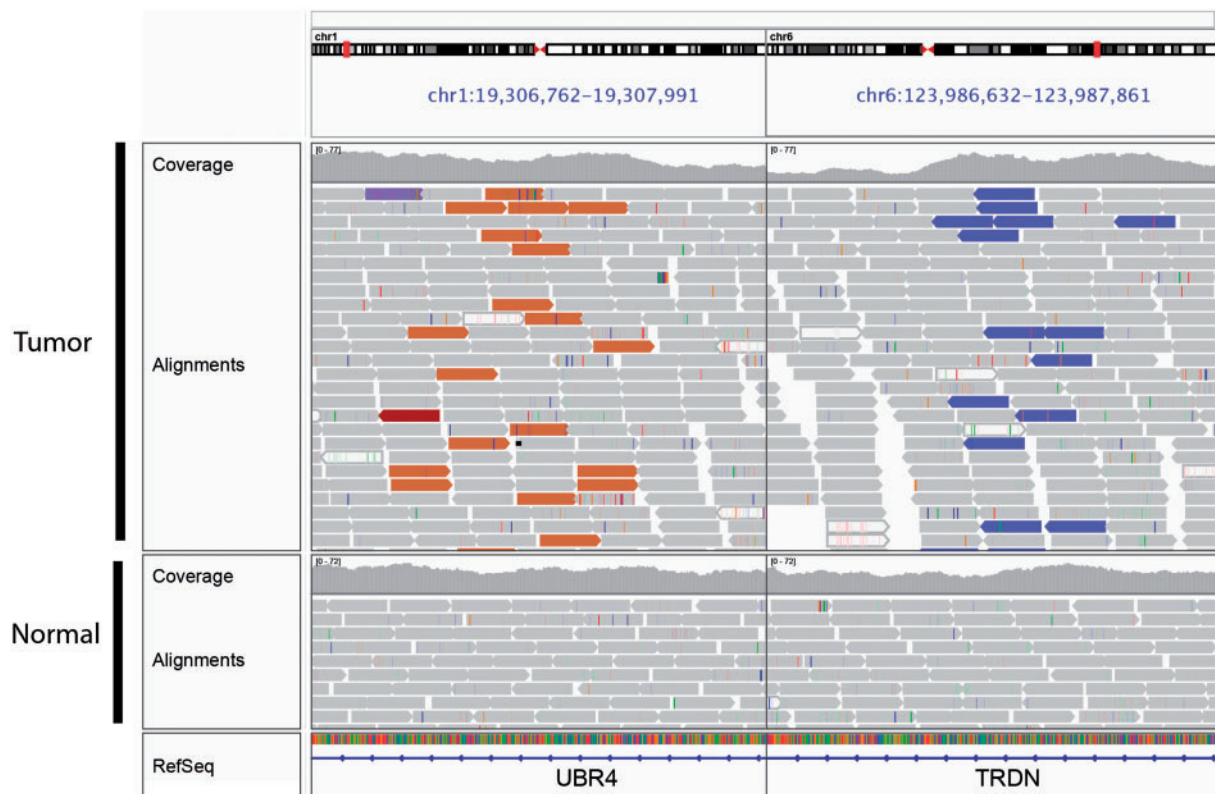 chr1
chr6
chr1:19,306,762-19,307,991
chr6:123,986,632-123,987,861
Tumor
Coverage
[0 - 77]
[0 - 77]
Alignments
Normal
Coverage
[0 - 72]
[0 - 72]
Alignments
RefSeq
UBR4
TRDN